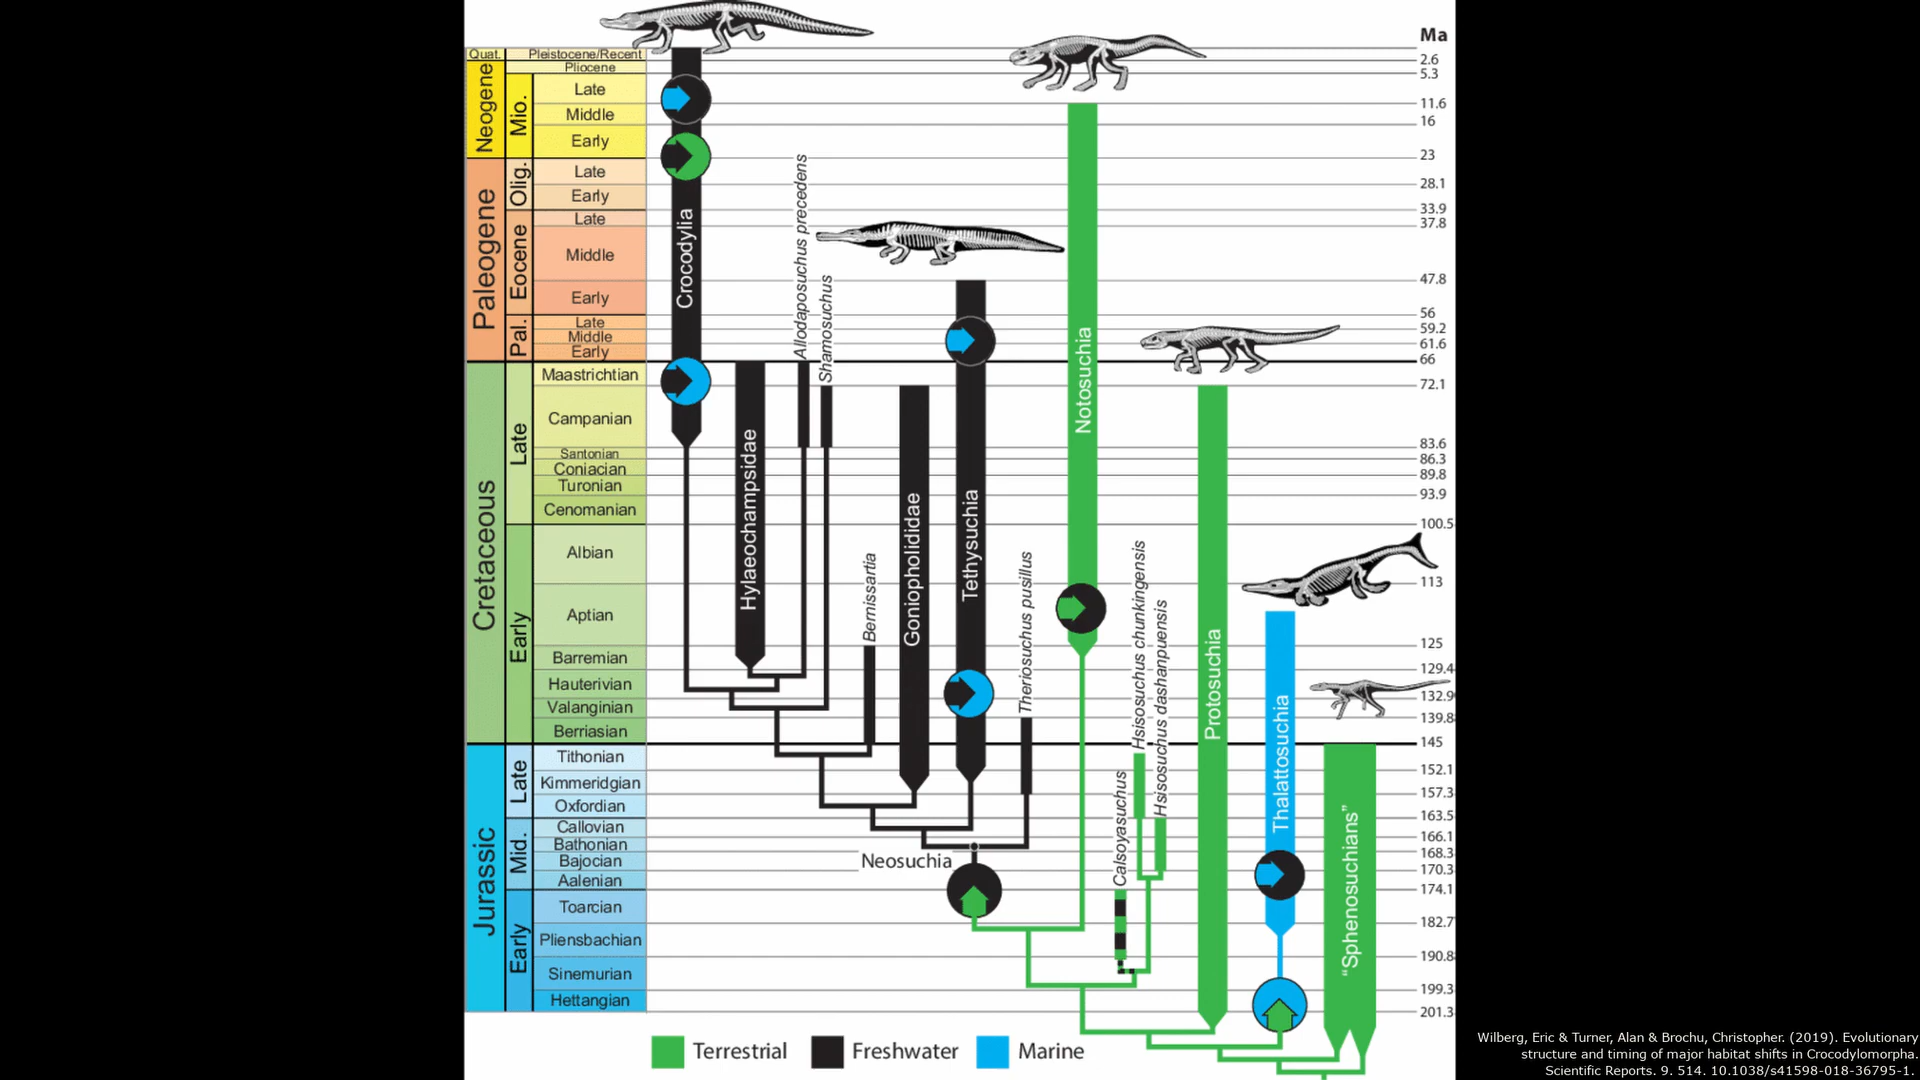 Ma
Quat.
Pleistocene/Recent
2.6
Pliocene
5.3
Neogene
Mio.
Late
11.6
Middle
16
Early
23
Paleogene
Olig.
Late
28.1
Early
33.9
Eocene
Late
37.8
Middle
47.8
Early
56
Pal.
Late
59.2
Middle
61.6
Early
66
Cretaceous
Late
Maastrichtian
72.1
Campanian
83.6
Santonian
86.3
Coniacian
89.8
Turonian
93.9
Cenomanian
100.5
Early
Albian
113
Aptian
125
Barremian
129.4
Hauterivian
132.9
Valanginian
139.8
Berriasian
145
Jurassic
Late
Tithonian
152.1
Kimmeridgian
157.3
Oxfordian
163.5
Mid.
Callovian
166.1
Bathonian
168.3
Bajocian
170.3
Aalenian
174.1
Early
Toarcian
182.7
Pliensbachian
190.8
Sinemurian
199.3
Hettangian
201.3
Crocodylia
Hylaeochampsidae
Allodaposuchus precedens
Shamosuchus
Bernissartia
Goniopholididae
Tethysuchia
Theriosuchus pusillus
Notosuchia
Calsoyasuchus
Hsisosuchus chunkingensis
Hsisosuchus dashanpuensis
Protosuchia
Thalattosuchia
“Sphenosuchians”
Neosuchia
Terrestrial
Freshwater
Marine
Wilberg, Eric & Turner, Alan & Brochu, Christopher. (2019). Evolutionary
structure and timing of major habitat shifts in Crocodylomorpha.
Scientific Reports. 9. 514. 10.1038/s41598-018-36795-1.